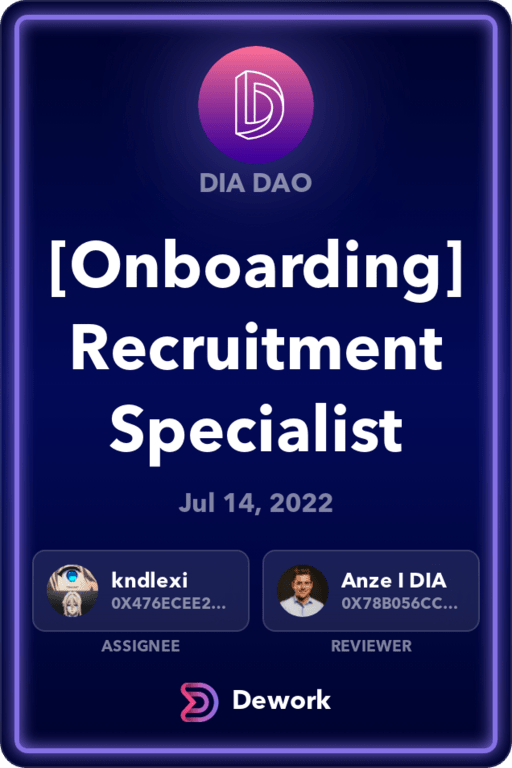 DIA DAO
[Onboarding]
Recruitment
Specialist
Jul 14, 2022
kndlexi
0X476ECEE2...
ASSIGNEE
Anze I DIA
0X78B056CC...
REVIEWER
Dework